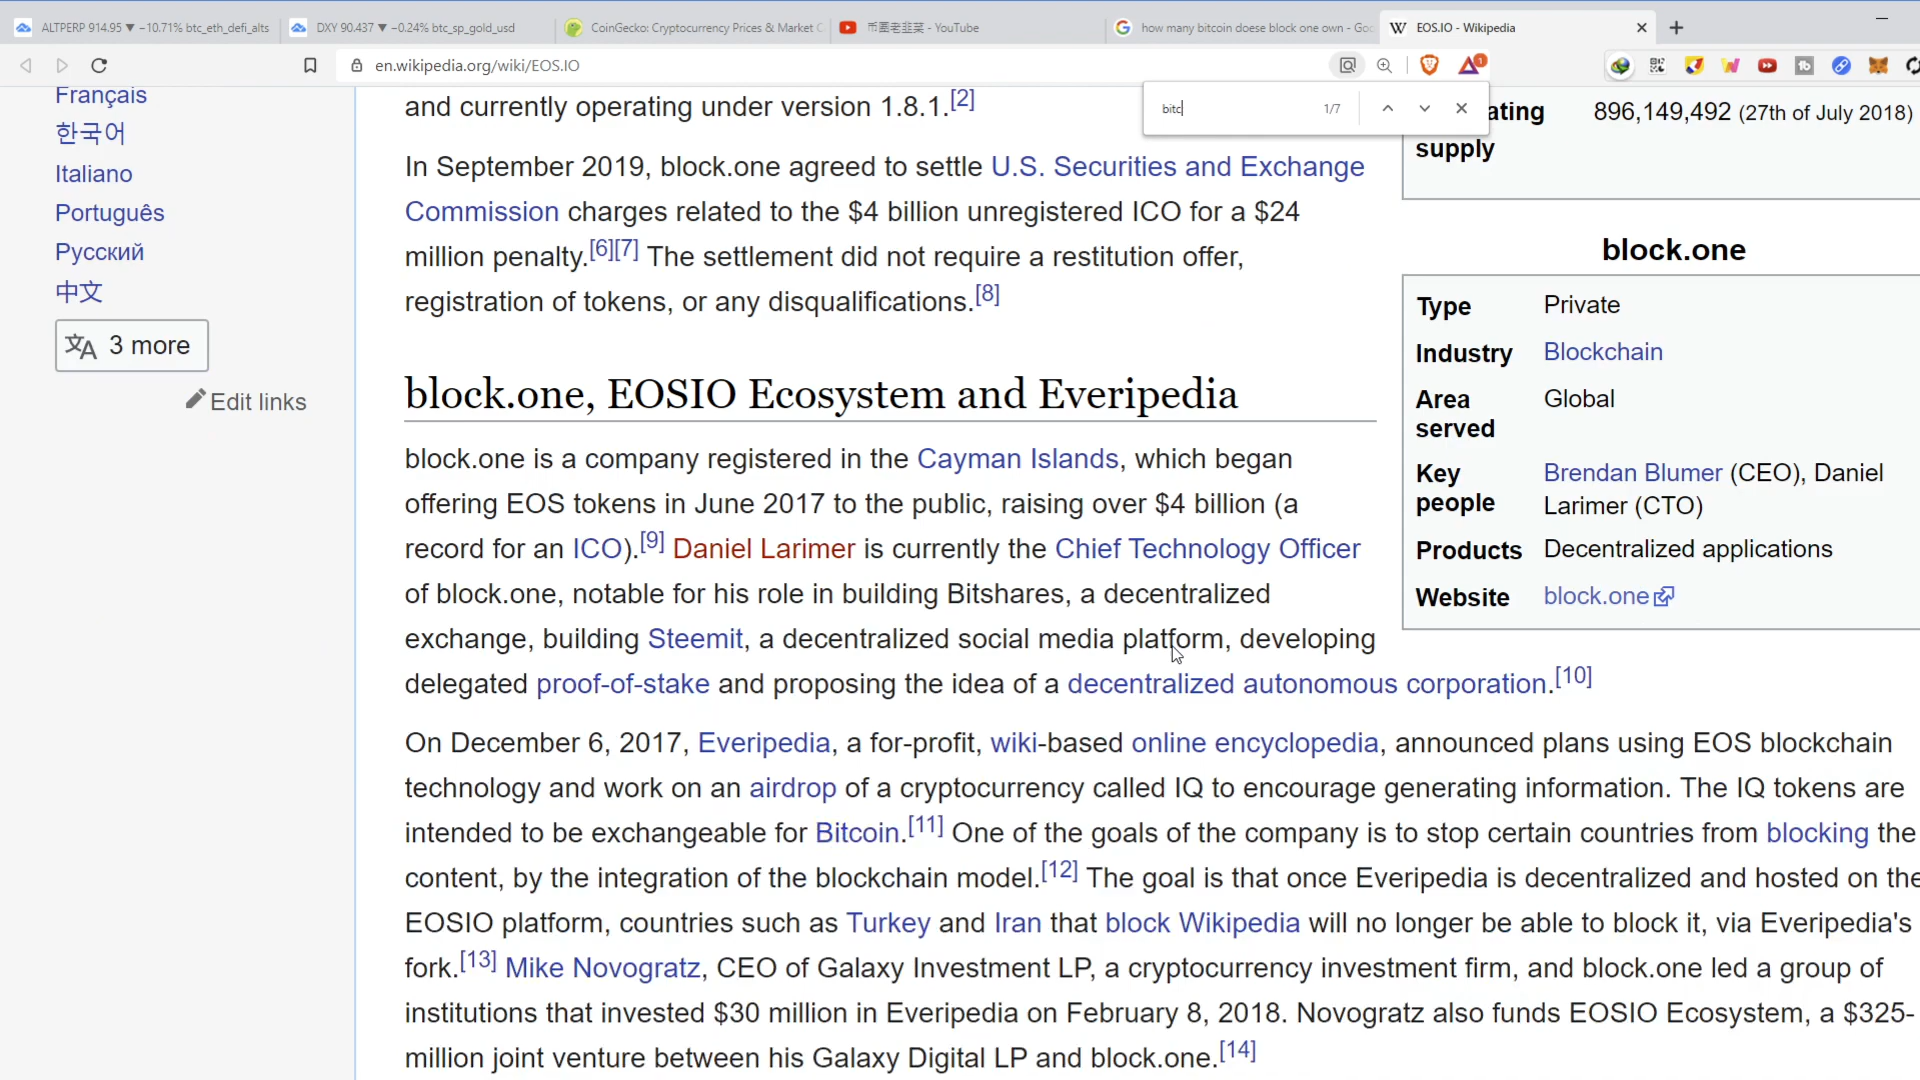 ALTPERP 914.95 ▼ −10.71% btc_eth_defi_alts
DXY 90.437 ▼ −0.24% btc_sp_gold_usd
CoinGecko: Cryptocurrency Prices & Market C
币圈老韭菜 - YouTube
how many bitcoin doese block one own - Goo
EOS.IO - Wikipedia
en.wikipedia.org/wiki/EOS.IO
1
bitc
1/7
Français
한국어
Italiano
Português
Русский
中文
3 more
Edit links
and currently operating under version 1.8.1.[2]
In September 2019, block.one agreed to settle U.S. Securities and Exchange
Commission charges related to the $4 billion unregistered ICO for a $24
million penalty.[6][7] The settlement did not require a restitution offer,
registration of tokens, or any disqualifications.[8]
block.one, EOSIO Ecosystem and Everipedia
block.one is a company registered in the Cayman Islands, which began
offering EOS tokens in June 2017 to the public, raising over $4 billion (a
record for an ICO).[9] Daniel Larimer is currently the Chief Technology Officer
of block.one, notable for his role in building Bitshares, a decentralized
exchange, building Steemit, a decentralized social media platform, developing
delegated proof-of-stake and proposing the idea of a decentralized autonomous corporation.[10]
On December 6, 2017, Everipedia, a for-profit, wiki-based online encyclopedia, announced plans using EOS blockchain
technology and work on an airdrop of a cryptocurrency called IQ to encourage generating information. The IQ tokens are
intended to be exchangeable for Bitcoin.[11] One of the goals of the company is to stop certain countries from blocking the
content, by the integration of the blockchain model.[12] The goal is that once Everipedia is decentralized and hosted on the
EOSIO platform, countries such as Turkey and Iran that block Wikipedia will no longer be able to block it, via Everipedia's
fork.[13] Mike Novogratz, CEO of Galaxy Investment LP, a cryptocurrency investment firm, and block.one led a group of
institutions that invested $30 million in Everipedia on February 8, 2018. Novogratz also funds EOSIO Ecosystem, a $325-
million joint venture between his Galaxy Digital LP and block.one.[14]
ating 896,149,492 (27th of July 2018)
supply
block.one
Type Private
Industry Blockchain
Area Global
served
Key Brendan Blumer (CEO), Daniel
people Larimer (CTO)
Products Decentralized applications
Website block.one